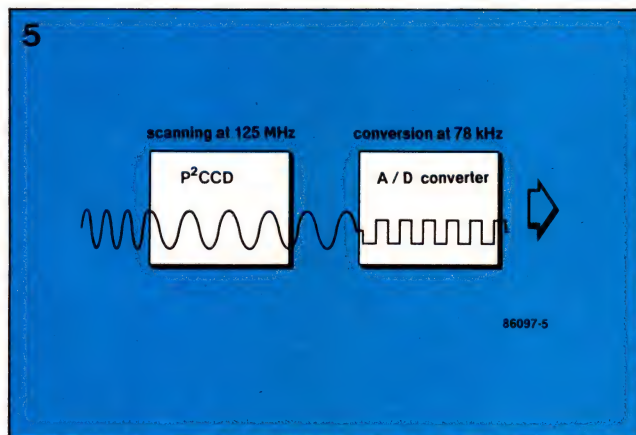 5
scanning at 125 MHz
conversion at 78 kHz
P²CCD
A / D converter
86097-5